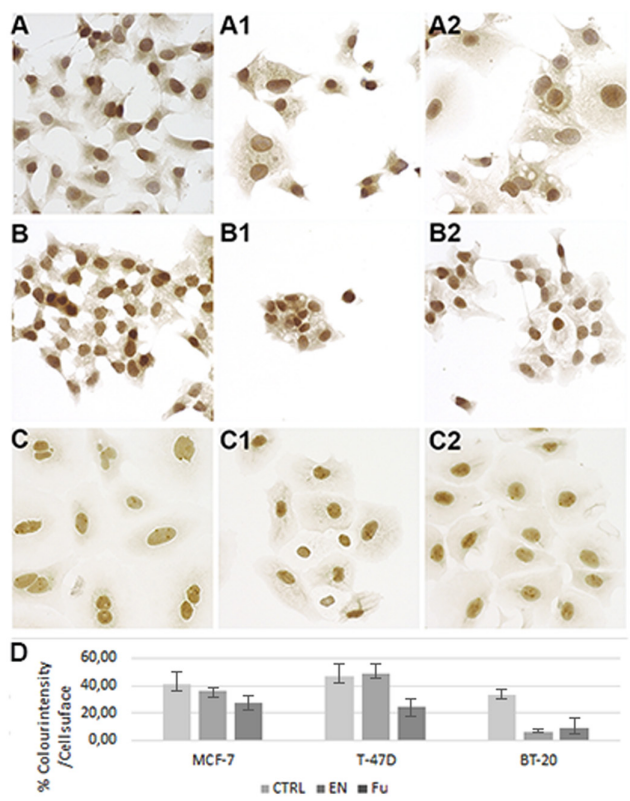 A A1 A2
B B1 B2
C C1 C2
D
% Colourintensity
/Cellsuface
60,00
40,00
20,00
0,00
MCF-7 T-47D BT-20
CTRL EN Fu